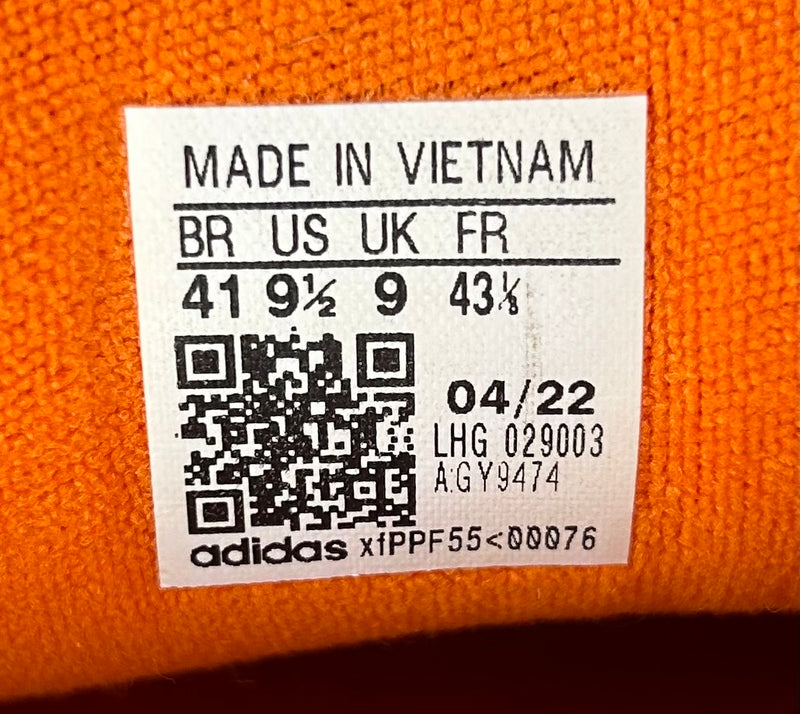 MADE IN VIETNAM
BR US UK FR
41 9½ 9 43⅓
04/22
LHG 029003
A:GY9474
adidas xfPPF55<00076